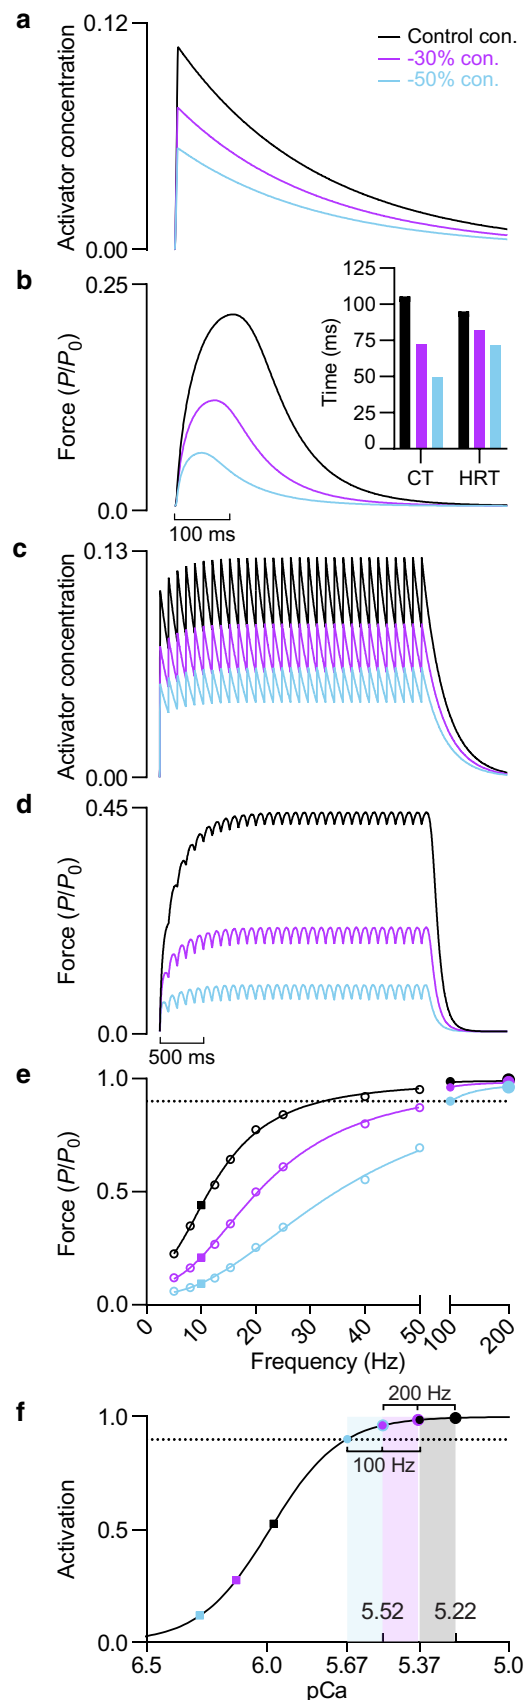 a
0.12
Control con.
-30% con.
-50% con.
Activator concentration
0.00
b
0.25
Force (P/P0)
0.0
100 ms
125
100
75
50
25
0
Time (ms)
CT HRT
c
0.13
Activator concentration
0.00
d
0.45
Force (P/P0)
0.0
500 ms
e
1.0
0.5
0.0
Force (P/P0)
0 10 20 30 40 50 100 200
Frequency (Hz)
f
200 Hz
1.0
100 Hz
Activation
0.5
5.52 5.22
0.0
6.5 6.0 5.67 5.37 5.0
pCa